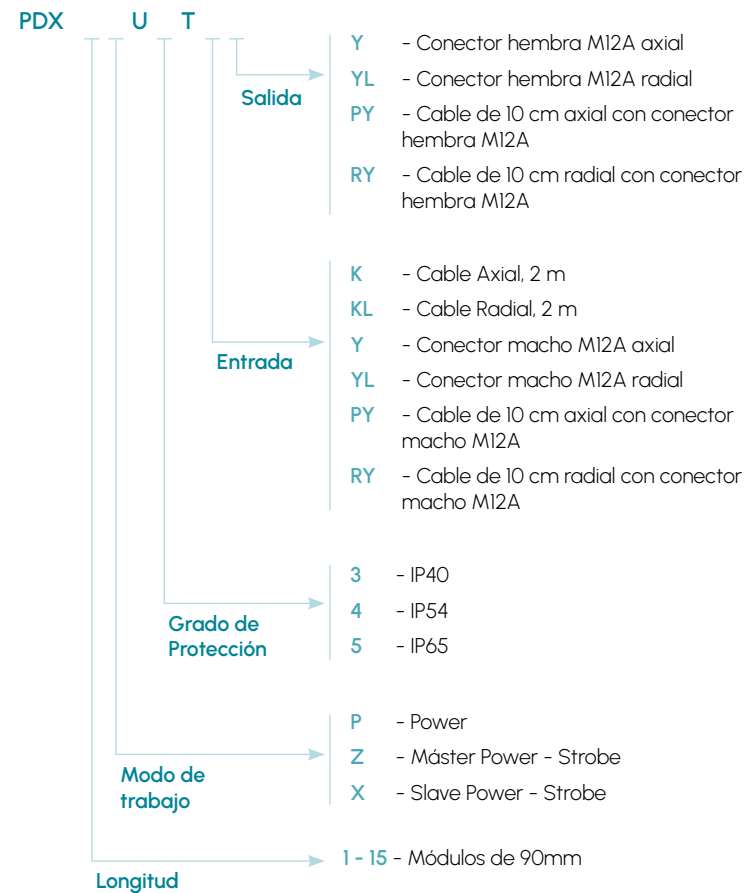 PDX U T
Y - Conector hembra M12A axial
YL - Conector hembra M12A radial
Salida
PY - Cable de 10 cm axial con conector
hembra M12A
RY - Cable de 10 cm radial con conector
hembra M12A
K - Cable Axial, 2 m
KL - Cable Radial, 2 m
Y - Conector macho M12A axial
Entrada
YL - Conector macho M12A radial
PY - Cable de 10 cm axial con conector
macho M12A
RY - Cable de 10 cm radial con conector
macho M12A
3 - IP40
4 - IP54
Grado de
Protección
5 - IP65
P - Power
Z - Máster Power - Strobe
Modo de
trabajo
X - Slave Power - Strobe
1 - 15 - Módulos de 90mm
Longitud